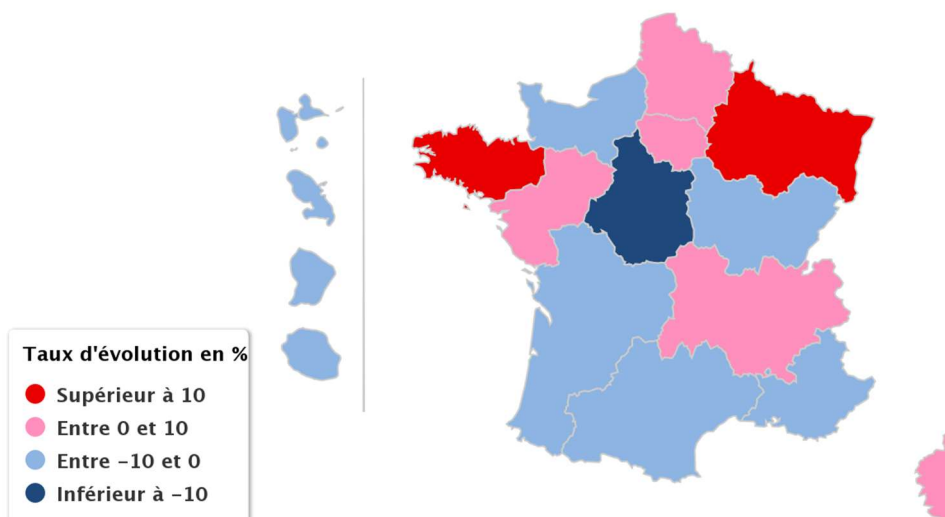 Taux d'évolution en %
Supérieur à 10
Entre 0 et 10
Entre -10 et 0
Inférieur à -10